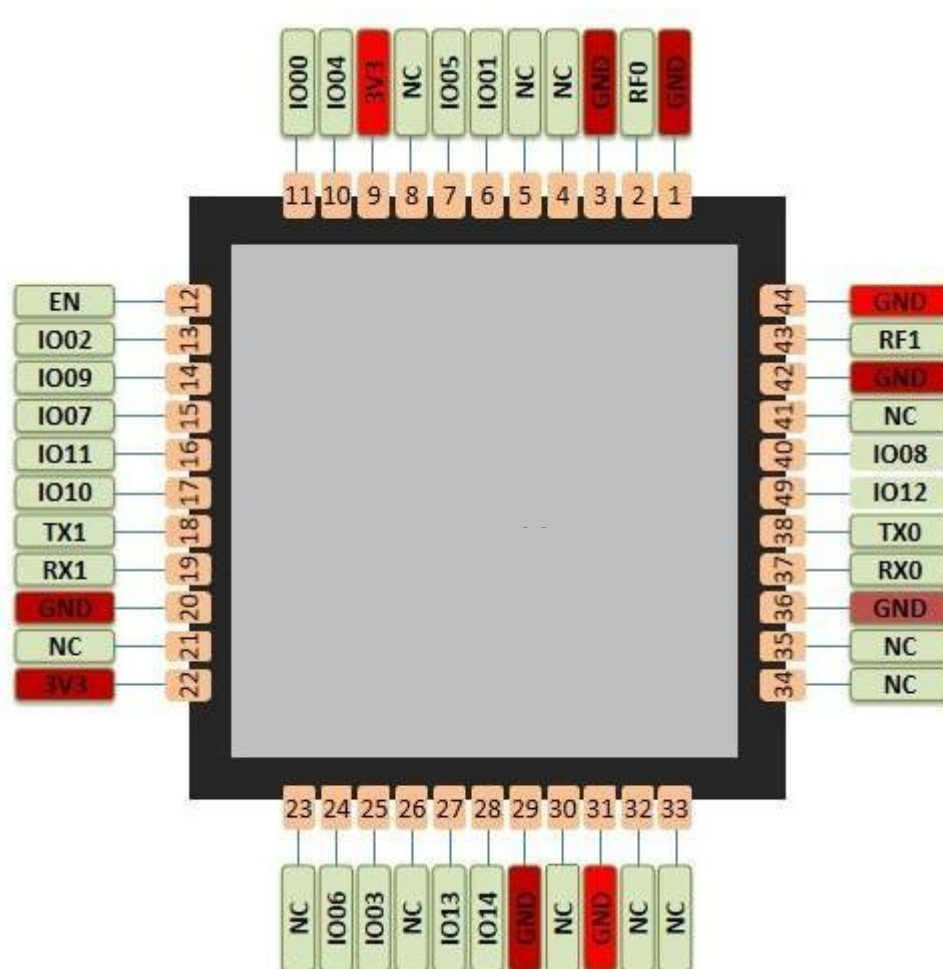 IO00 IO04 3V3 NC IO05 IO01 NC NC GND RF0 GND
11 10 9 8 7 6 5 4 3 2 1
EN 12 44 GND
IO02 13 43 RF1
IO09 14 42 GND
IO07 15 41 NC
IO11 16 40 IO08
IO10 17 49 IO12
TX1 18 38 TX0
RX1 19 37 RX0
GND 20 36 GND
NC 21 35 NC
3V3 22 34 NC
23 24 25 26 27 28 29 30 31 32 33
NC IO06 IO03 NC IO13 IO14 GND NC GND NC NC